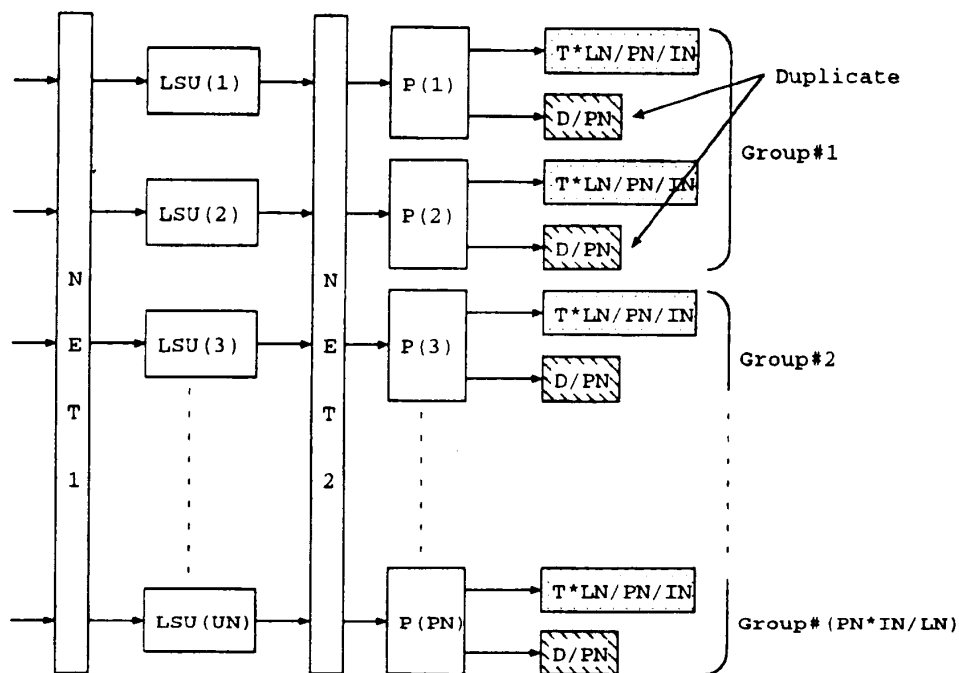 T*LN/PN/IN
LSU(1)
P(1)
Duplicate
D/PN
Group#1
T*LN/PN/IN
LSU(2)
P(2)
D/PN
NET1
NET2
T*LN/PN/IN
LSU(3)
P(3)
Group#2
D/PN
T*LN/PN/IN
LSU(UN)
P(PN)
Group#(PN*IN/LN)
D/PN